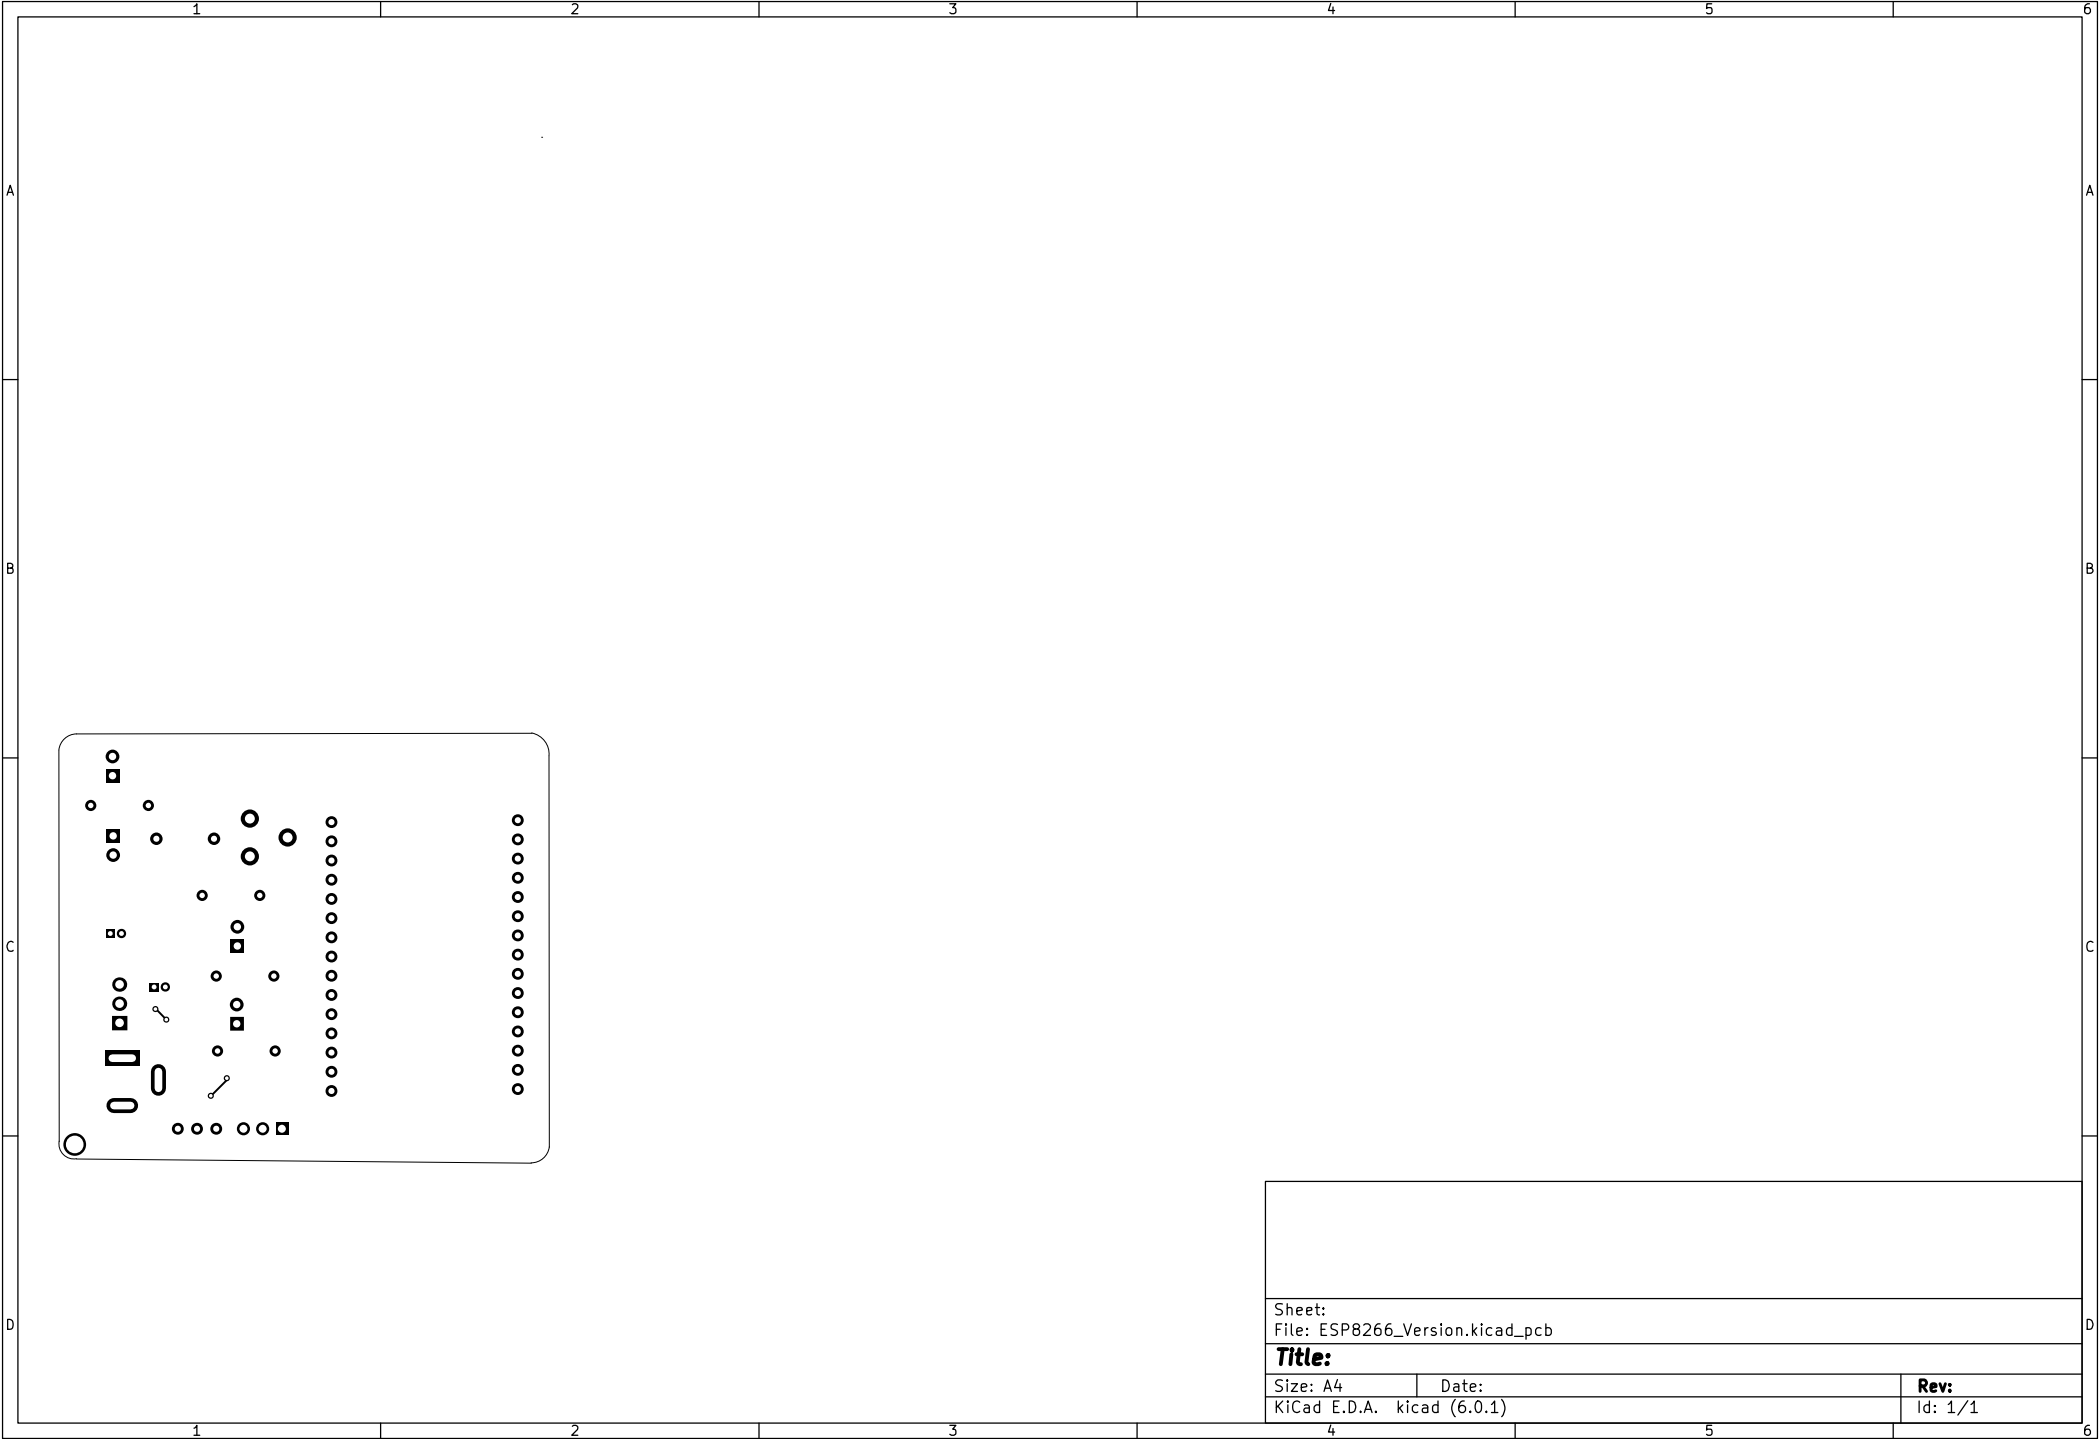 1 2 3 4 5 6
A A
B B
C C
Sheet:
File: ESP8266_Version.kicad_pcb
D D
Title:
Size: A4 Date: Rev:
KiCad E.D.A. kicad (6.0.1) Id: 1/1
1 2 3 4 5 6